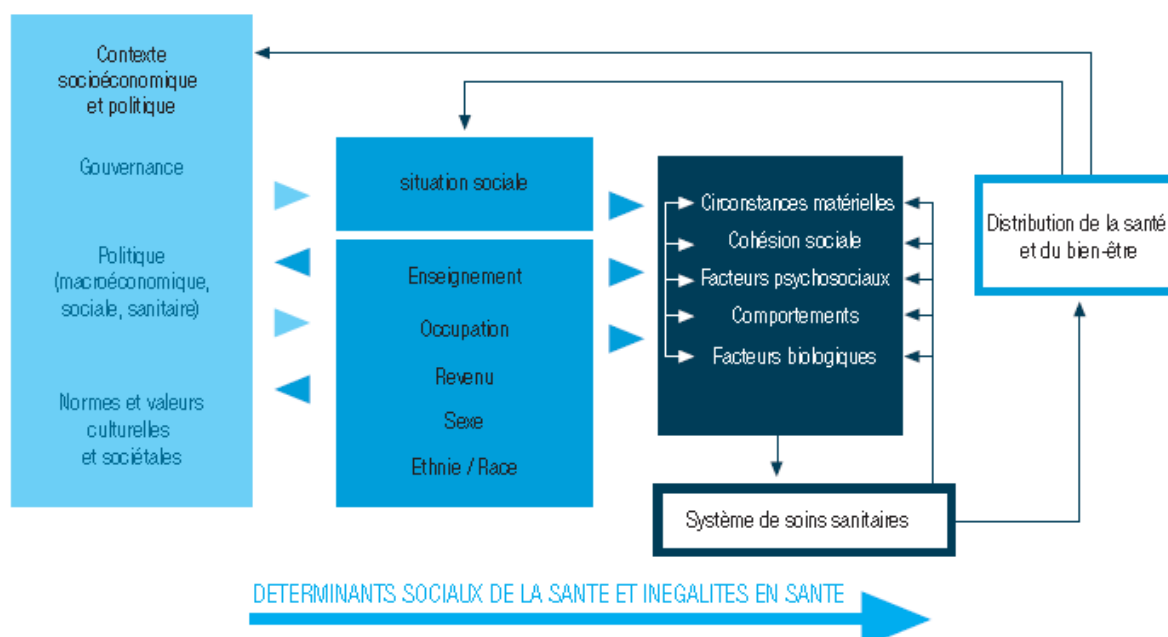 Contexte
socioéconomique
et politique
Gouvernance
Politique
(macroéconomique,
sociale, sanitaire)
Normes et valeurs
culturelles
et sociétales
situation sociale
Enseignement
Occupation
Revenu
Sexe
Ethnie / Race
Circonstances matérielles
Cohésion sociale
Facteurs psychosociaux
Comportements
Facteurs biologiques
Système de soins sanitaires
Distribution de la santé
et du bien-être
DETERMINANTS SOCIAUX DE LA SANTE ET INEGALITES EN SANTE